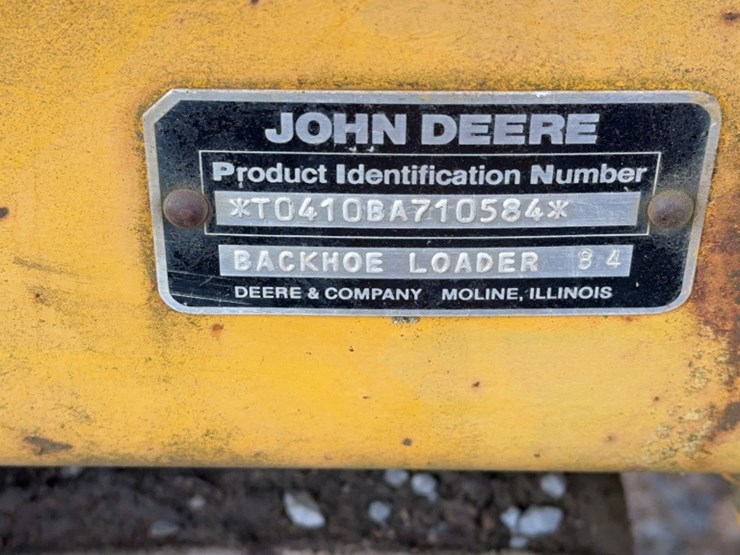 JOHN DEERE
Product Identification Number
*T0410BA710584*
BACKHOE LOADER 84
DEERE & COMPANY MOLINE, ILLINOIS